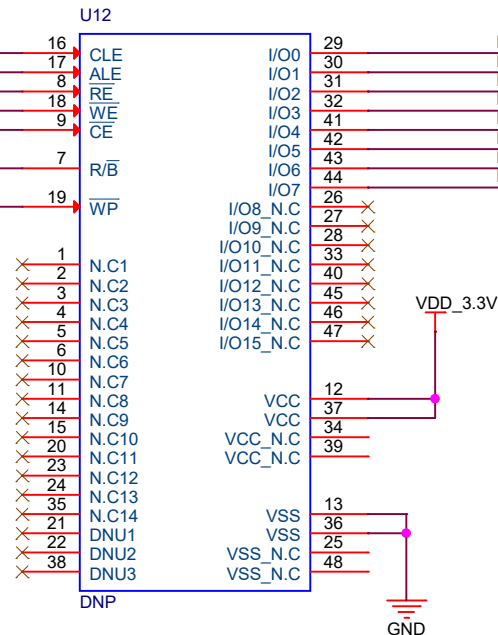 U12
16 CLE I/O0 29
17 ALE I/O1 30
8 RE I/O2 31
18 WE I/O3 32
9 CE I/O4 41
I/O5 42
7 R/B I/O6 43
I/O7 44
19 WP I/O8_N.C 26
I/O9_N.C 27
I/O10_N.C 28
1 N.C1 I/O11_N.C 33
2 N.C2 I/O12_N.C 40
3 N.C3 I/O13_N.C 45
4 N.C4 I/O14_N.C 46
5 N.C5 I/O15_N.C 47
VDD_3.3V
6 N.C6
10 N.C7
11 N.C8 VCC 12
14 N.C9 VCC 37
15 N.C10 VCC_N.C 34
20 N.C11 VCC_N.C 39
23 N.C12
24 N.C13
35 N.C14 VSS 13
21 DNU1 VSS 36
22 DNU2 VSS_N.C 25
38 DNU3 VSS_N.C 48
DNP
GND